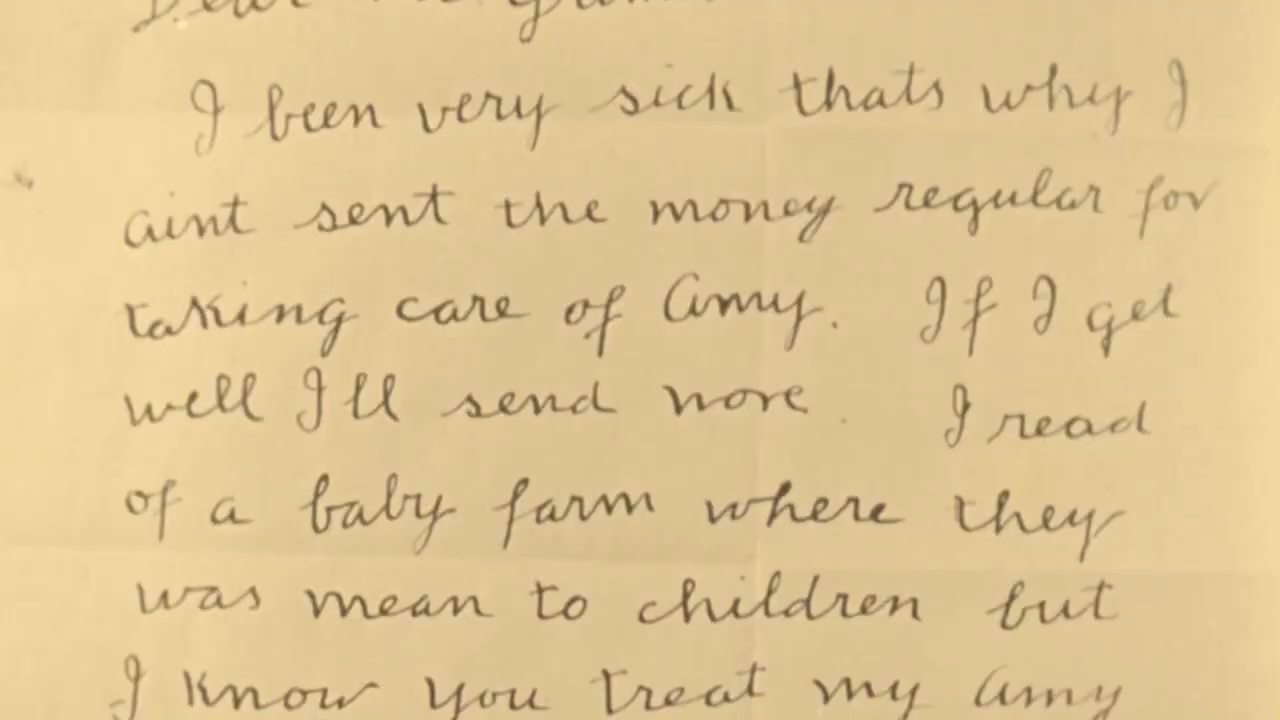 Dear
I been very sick thats why I
aint sent the money regular for
taking care of Amy. If I get
well I'll send more. I read
of a baby farm where they
was mean to children but
I know you treat my Amy